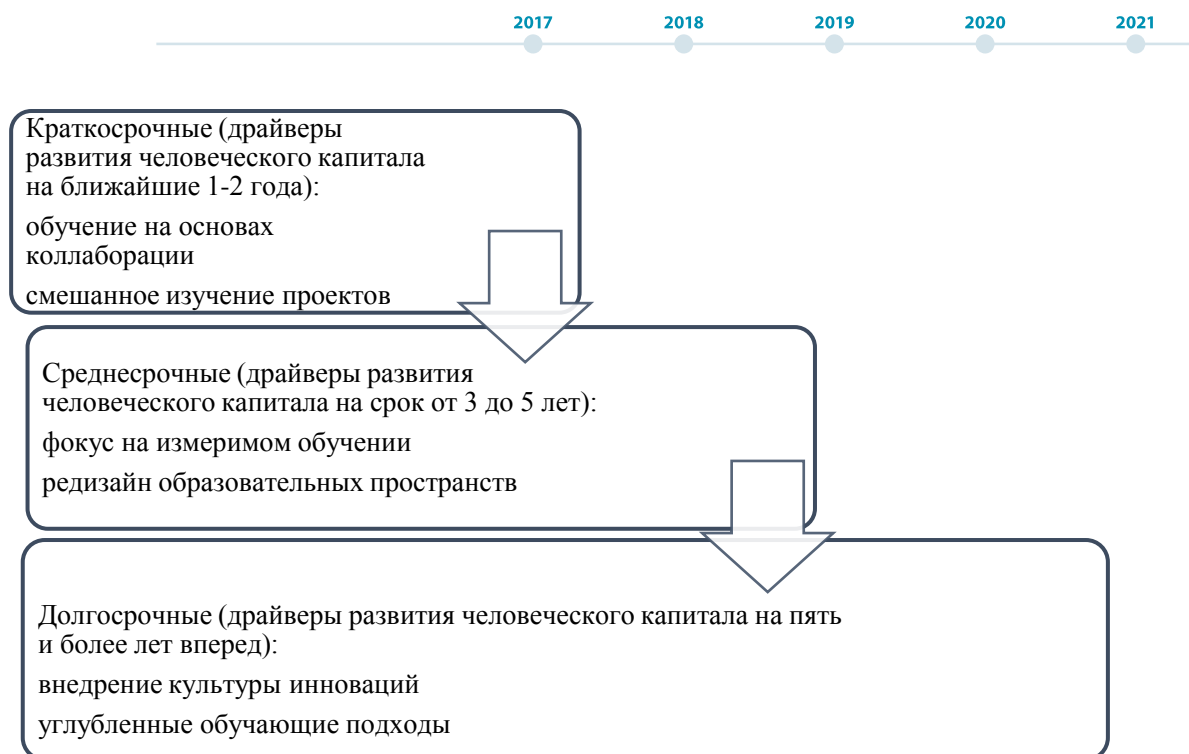 2017 2018 2019 2020 2021
Краткосрочные (драйверы
развития человеческого капитала
на ближайшие 1-2 года):
обучение на основах
коллаборации
смешанное изучение проектов
Среднесрочные (драйверы развития
человеческого капитала на срок от 3 до 5 лет):
фокус на измеримом обучении
редизайн образовательных пространств
Долгосрочные (драйверы развития человеческого капитала на пять
и более лет вперед):
внедрение культуры инноваций
углубленные обучающие подходы